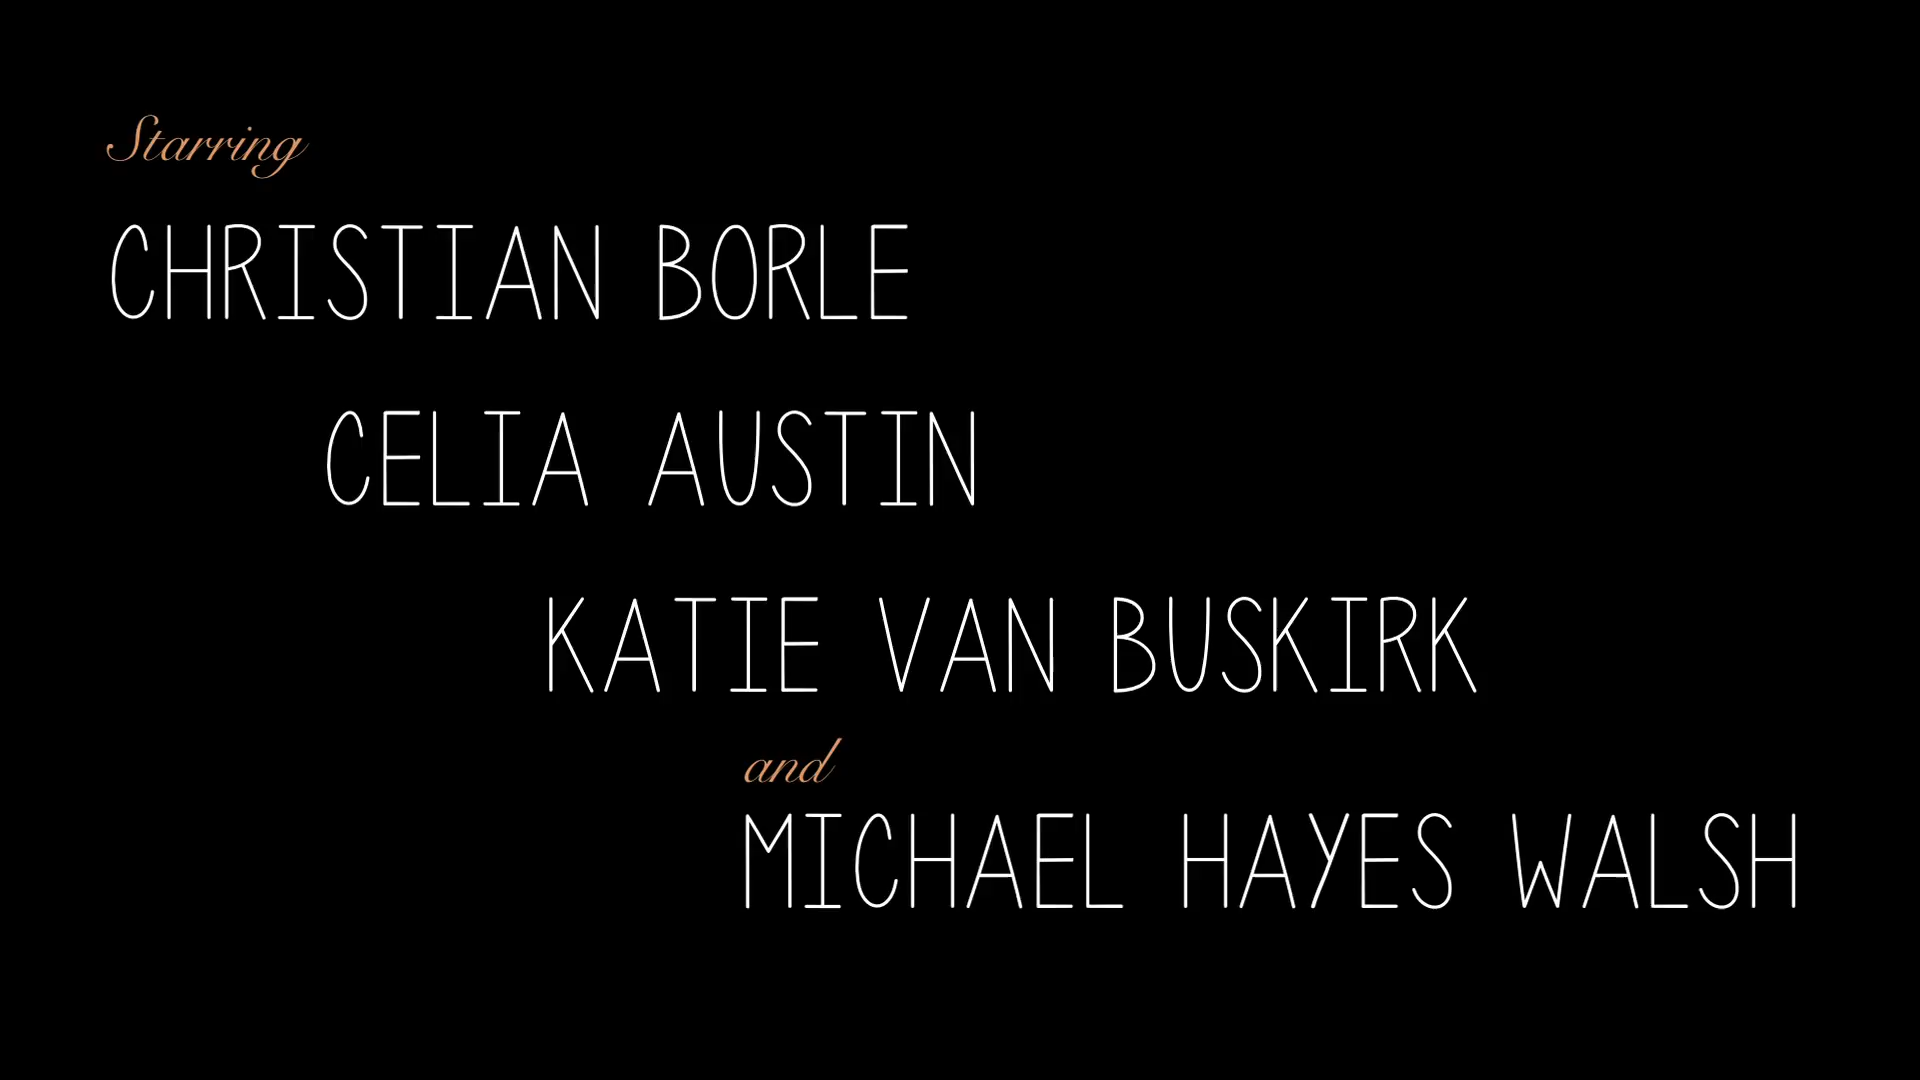 Starring
CHRISTIAN BORLE
CELIA AUSTIN
KATIE VAN BUSKIRK
and
MICHAEL HAYES WALSH